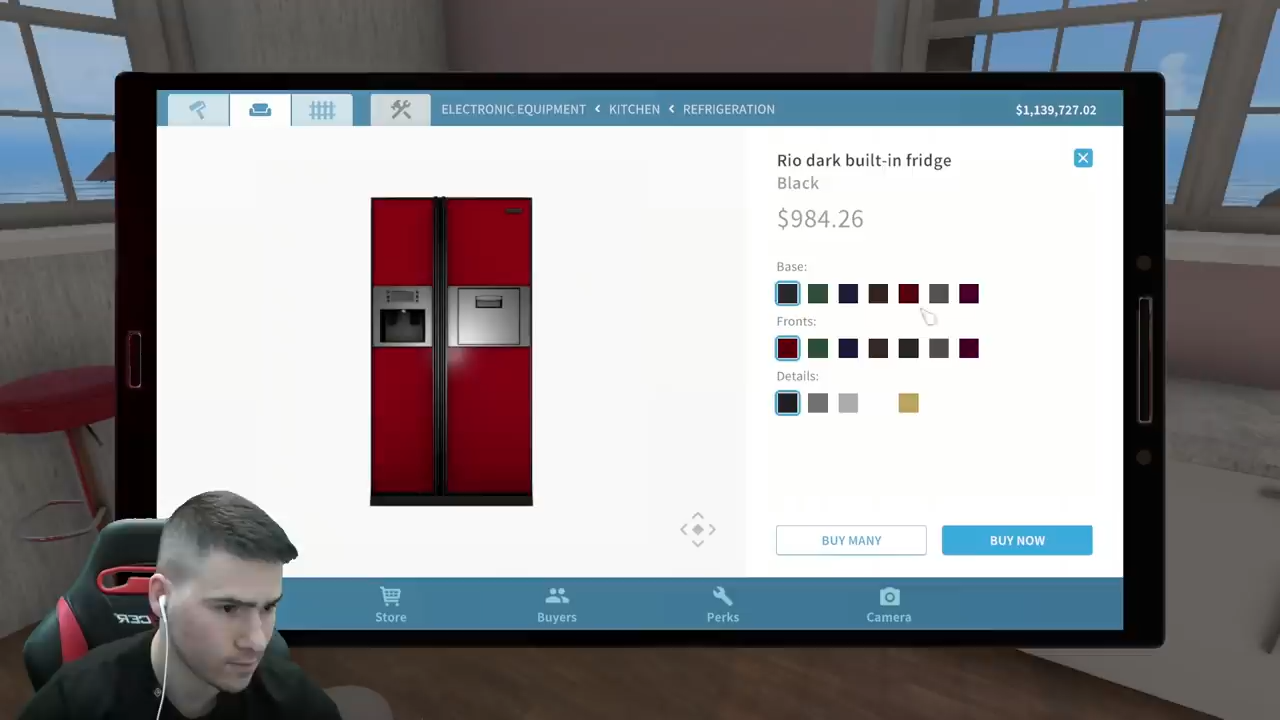 ELECTRONIC EQUIPMENT < KITCHEN < REFRIGERATION
$1,139,727.02
Rio dark built-in fridge
Black
$984.26
Base:
Fronts:
Details:
BUY MANY
BUY NOW
Store
Buyers
Perks
Camera